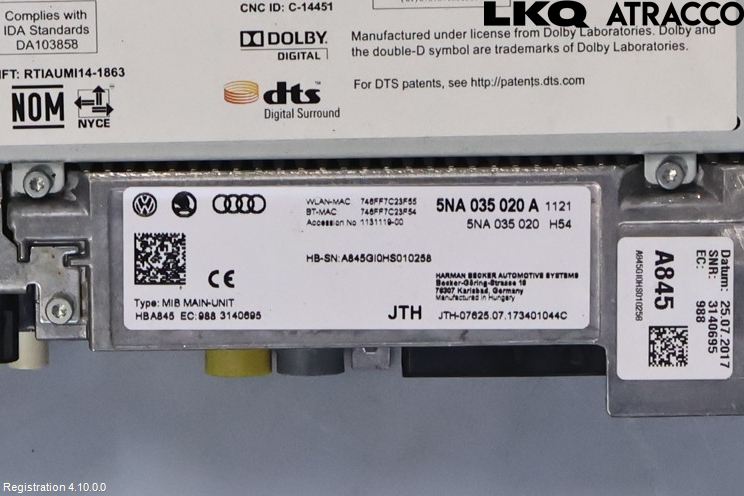 Complies with
IDA Standards
DA103858
CNC ID: C-14451
LKQ ATRACCO
DOLBY
DIGITAL
Manufactured under license from Dolby Laboratories. Dolby and
the double-D symbol are trademarks of Dolby Laboratories.
IFT: RTIAUMI14-1863
NOM
NYCE
dts
Digital Surround
For DTS patents, see http://patents.dts.com
WLAN-MAC 746FF7C23F55
BT-MAC 746FF7C23F54
Accession No 1131119-00
5NA 035 020 A 1121
5NA 035 020 H54
HB-SN: A845GI0HS010258
CE
HARMAN BECKER AUTOMOTIVE SYSTEMS
Becker-Göring-Strasse 16
76307 Karlsbad, Germany
Manufactured in Hungary
Type: MIB MAIN-UNIT
HBA845 EC: 988 3140695
JTH
JTH-07625.07.173401044C
Datum: 25.07.2017
SNR: 3140695
EC: 988
A845
A845GI0HS010258
Registration 4.10.0.0